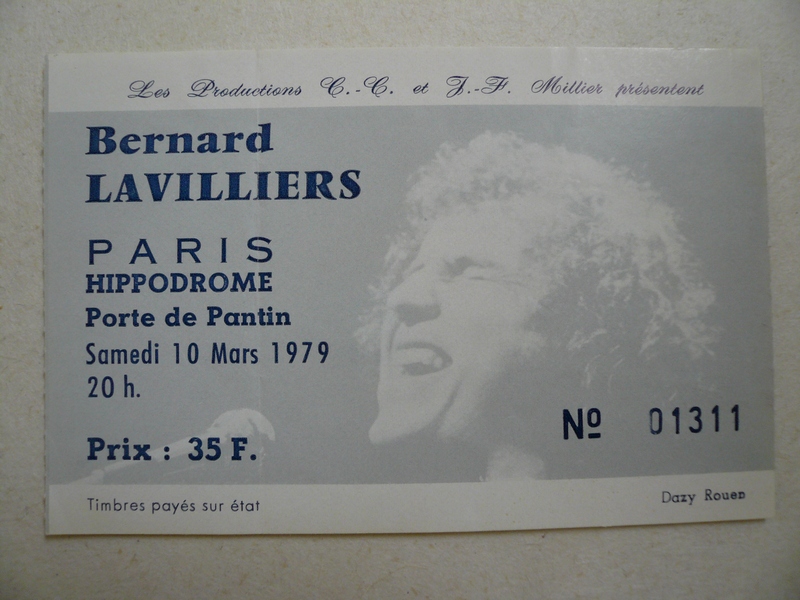 Les Productions C.-C. et J.-F. Millier présentent
Bernard
LAVILLIERS
PARIS
HIPPODROME
Porte de Pantin
Samedi 10 Mars 1979
20 h.
Nº 01311
Prix : 35 F.
Timbres payés sur état
Dazy Rouen